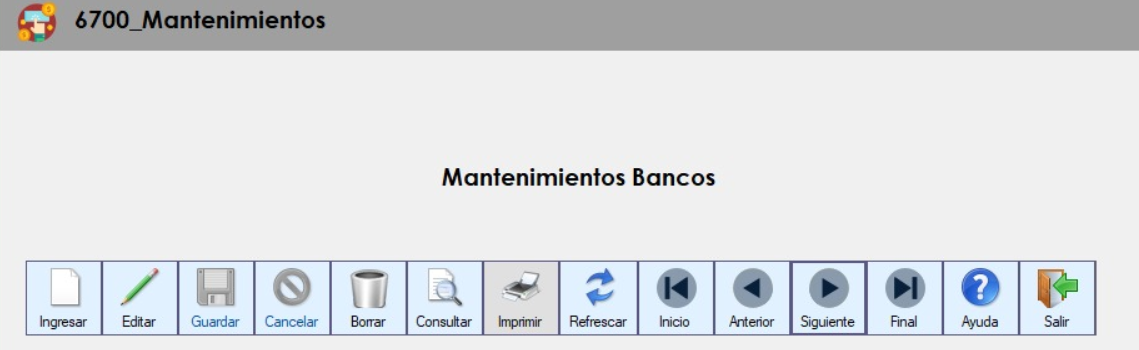 6700_Mantenimientos
Mantenimientos Bancos
Ingresar Editar Guardar Cancelar Borrar Consultar Imprimir Refrescar Inicio Anterior Siguiente Final Ayuda Salir